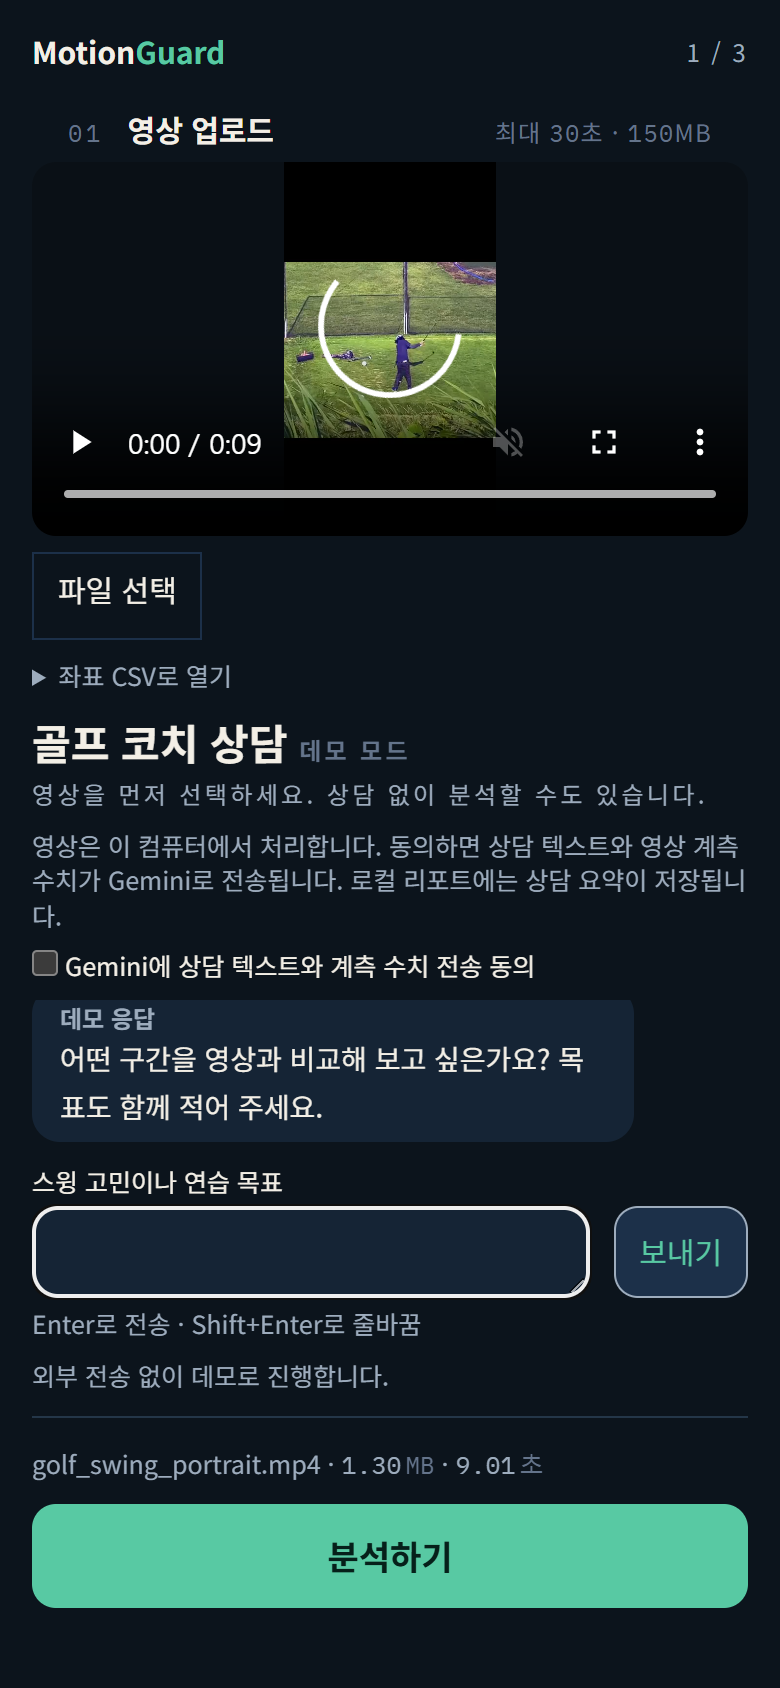 MotionGuard
1 / 3
01 영상 업로드
최대 30초 · 150MB
0:00 / 0:09
파일 선택
▶ 좌표 CSV로 열기
골프 코치 상담 데모 모드
영상을 먼저 선택하세요. 상담 없이 분석할 수도 있습니다.
영상은 이 컴퓨터에서 처리합니다. 동의하면 상담 텍스트와 영상 계측
수치가 Gemini로 전송됩니다. 로컬 리포트에는 상담 요약이 저장됩니
다.
Gemini에 상담 텍스트와 계측 수치 전송 동의
데모 응답
어떤 구간을 영상과 비교해 보고 싶은가요? 목
표도 함께 적어 주세요.
스윙 고민이나 연습 목표
보내기
Enter로 전송 · Shift+Enter로 줄바꿈
외부 전송 없이 데모로 진행합니다.
golf_swing_portrait.mp4 · 1.30 MB · 9.01 초
분석하기